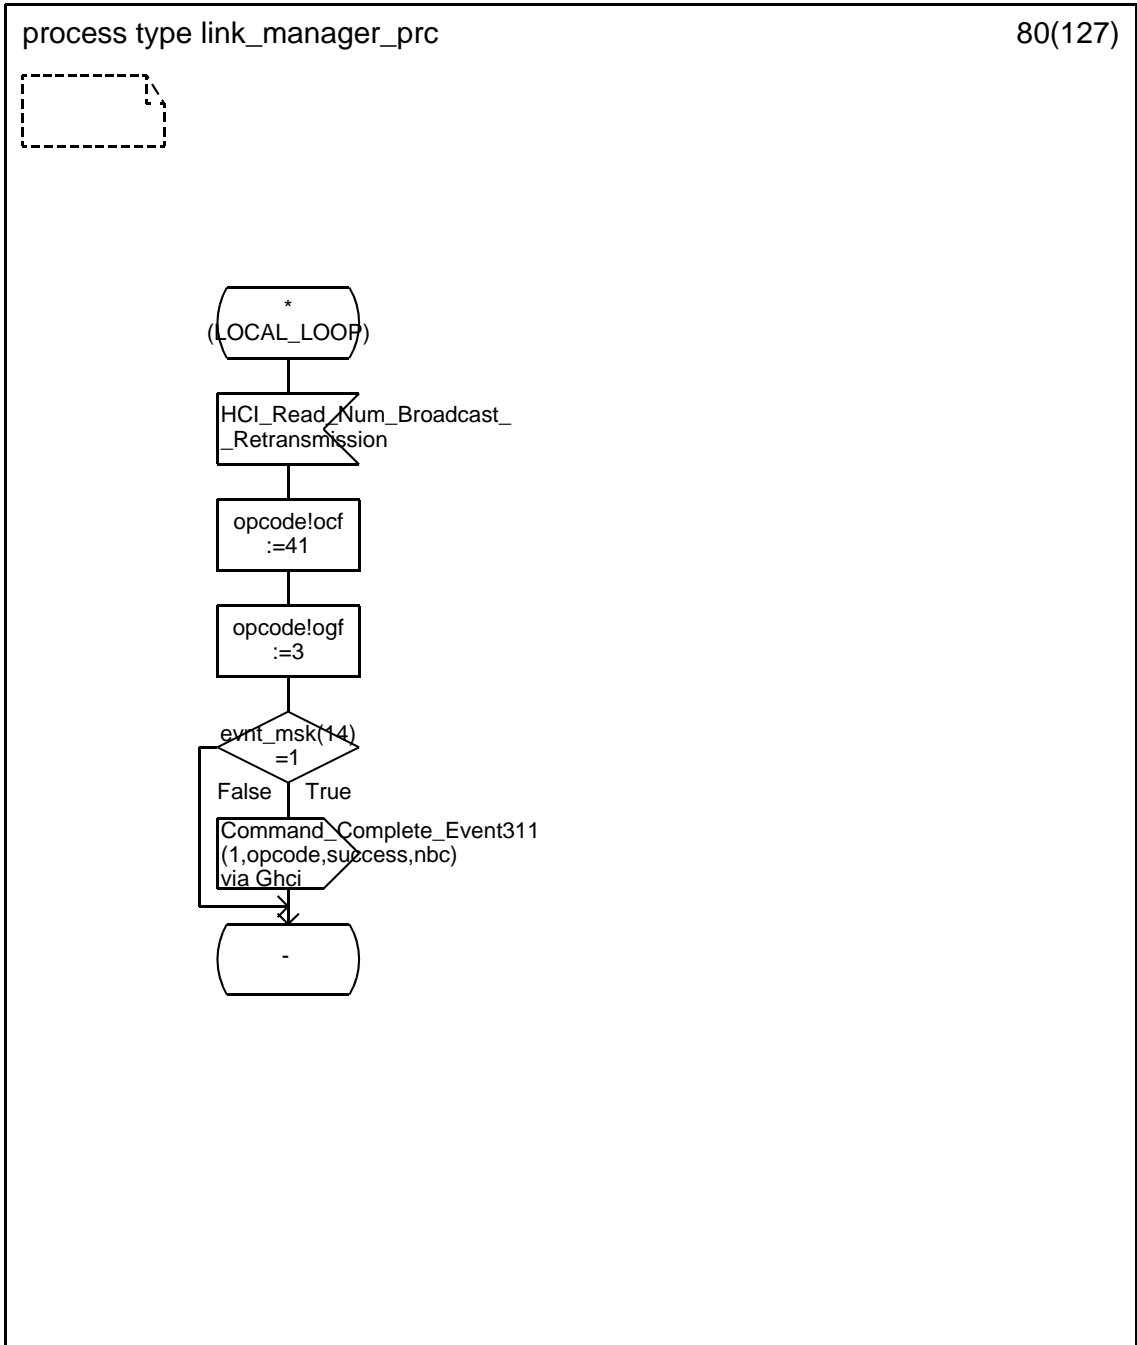 process type link_manager_prc
80(127)
*
(LOCAL_LOOP)
HCI_Read_Num_Broadcast_
_Retransmission
opcode!ocf
:=41
opcode!ogf
:=3
evnt_msk(14)
=1
False
True
Command_Complete_Event311
(1,opcode,success,nbc)
via Ghci
-